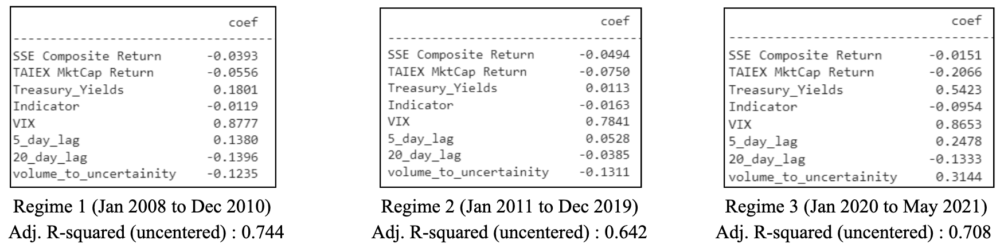 coef
-----------------------------------
SSE Composite Return -0.0393
TAIEX MktCap Return -0.0556
Treasury_Yields 0.1801
Indicator -0.0119
VIX 0.8777
5_day_lag 0.1380
20_day_lag -0.1396
volume_to_uncertainity -0.1235
Regime 1 (Jan 2008 to Dec 2010)
Adj. R-squared (uncentered) : 0.744
coef
-----------------------------------
SSE Composite Return -0.0494
TAIEX MktCap Return -0.0750
Treasury_Yields 0.0113
Indicator -0.0163
VIX 0.7841
5_day_lag 0.0528
20_day_lag -0.0385
volume_to_uncertainity -0.1311
Regime 2 (Jan 2011 to Dec 2019)
Adj. R-squared (uncentered) : 0.642
coef
-----------------------------------
SSE Composite Return -0.0151
TAIEX MktCap Return -0.2066
Treasury_Yields 0.5423
Indicator -0.0954
VIX 0.8653
5_day_lag 0.2478
20_day_lag -0.1333
volume_to_uncertainity 0.3144
Regime 3 (Jan 2020 to May 2021)
Adj. R-squared (uncentered) : 0.708